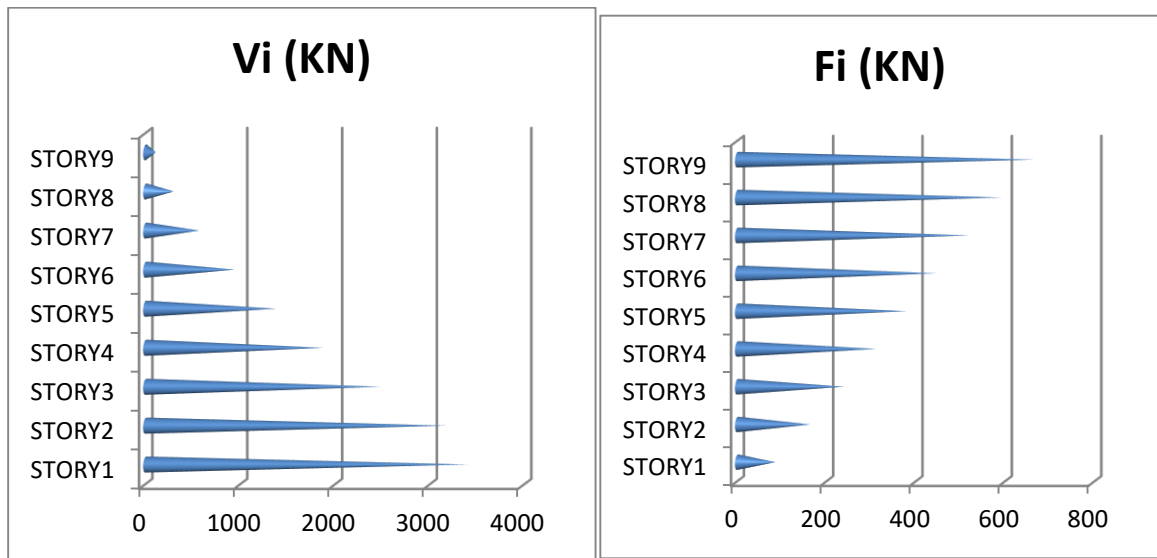 Vi (KN)
STORY9
STORY8
STORY7
STORY6
STORY5
STORY4
STORY3
STORY2
STORY1
0 1000 2000 3000 4000
Fi (KN)
STORY9
STORY8
STORY7
STORY6
STORY5
STORY4
STORY3
STORY2
STORY1
0 200 400 600 800